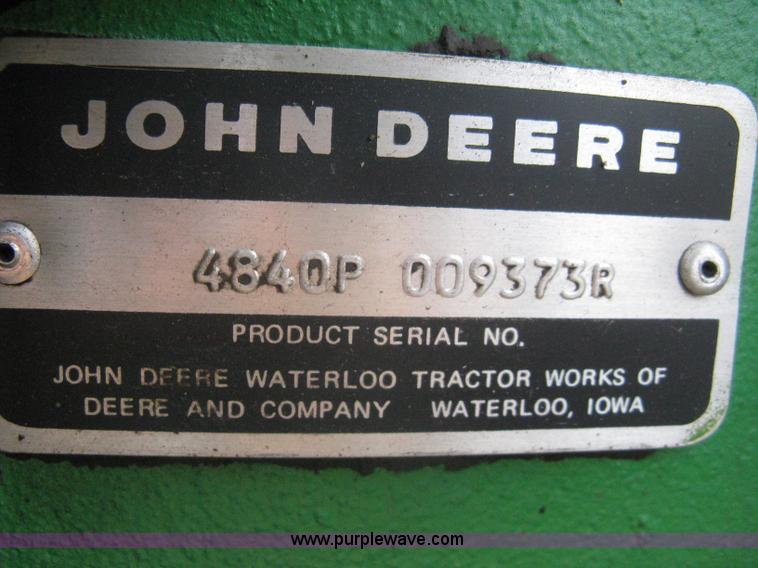 JOHN DEERE
4840P 009373R
PRODUCT SERIAL NO.
JOHN DEERE WATERLOO TRACTOR WORKS OF
DEERE AND COMPANY WATERLOO, IOWA
www.purplewave.com